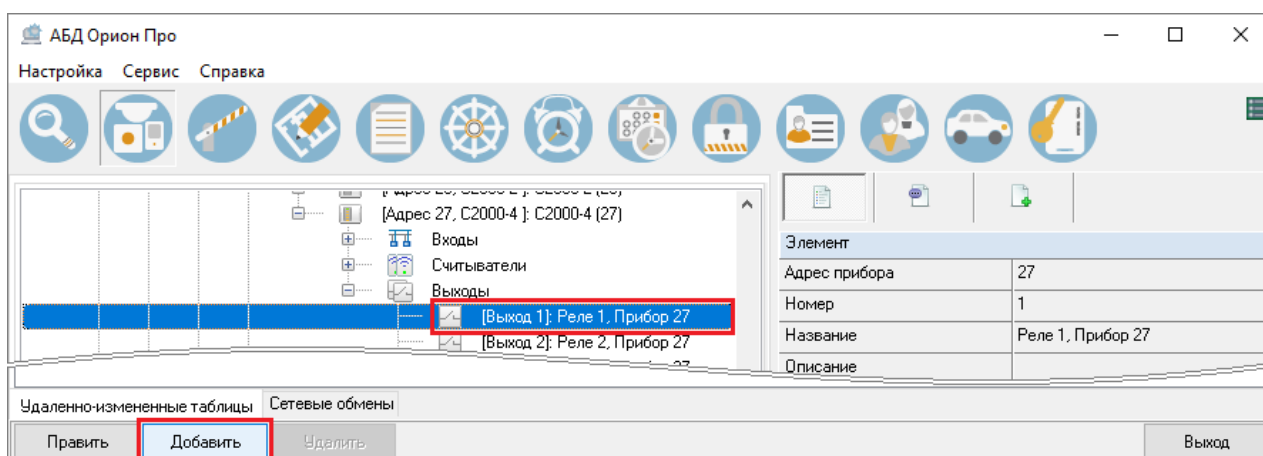 АБД Орион Про
Настройка Сервис Справка
[Адрес 27, С2000-4 ]: С2000-4 (27)
Входы
Считыватели
Выходы
[Выход 1]: Реле 1, Прибор 27
[Выход 2]: Реле 2, Прибор 27
Элемент
Адрес прибора 27
Номер 1
Название Реле 1, Прибор 27
Описание
Удаленно-измененные таблицы Сетевые обмены
Править Добавить Удалить Выход